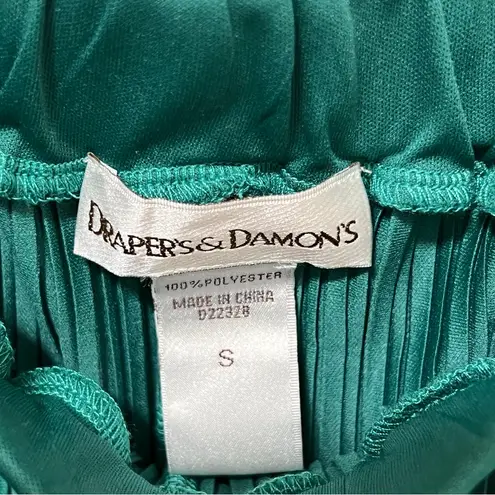 DRAPER'S & DAMON'S
100% POLYESTER
MADE IN CHINA
D22328
S